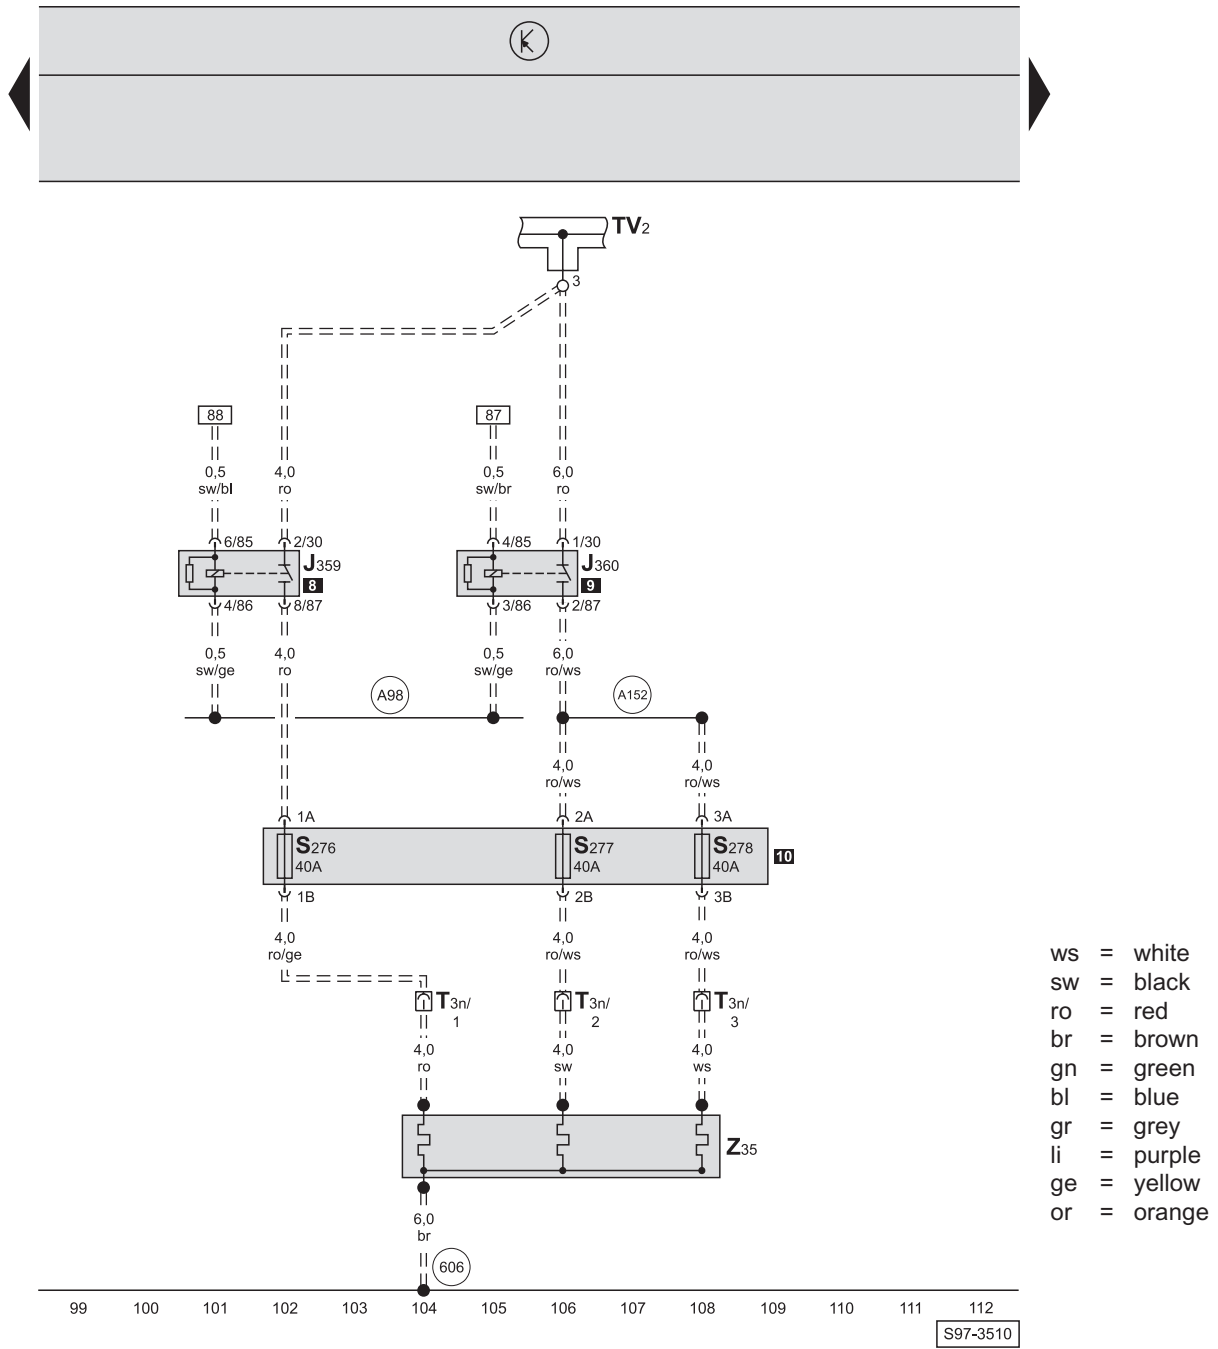 TV2
3
88
87
0,5
sw/bl
4,0
ro
0,5
sw/br
6,0
ro
6/85
2/30
4/85
1/30
J359
J360
8
9
4/86
8/87
3/86
2/87
0,5
sw/ge
4,0
ro
0,5
sw/ge
6,0
ro/ws
A98
A152
4,0
ro/ws
4,0
ro/ws
1A
2A
3A
S276
40A
S277
40A
S278
40A
10
1B
2B
3B
4,0
ro/ge
4,0
ro/ws
4,0
ro/ws
T3n/
1
T3n/
2
T3n/
3
4,0
ro
4,0
sw
4,0
ws
Z35
6,0
br
606
ws = white
sw = black
ro = red
br = brown
gn = green
bl = blue
gr = grey
li = purple
ge = yellow
or = orange
99 100 101 102 103 104 105 106 107 108 109 110 111 112
S97-3510